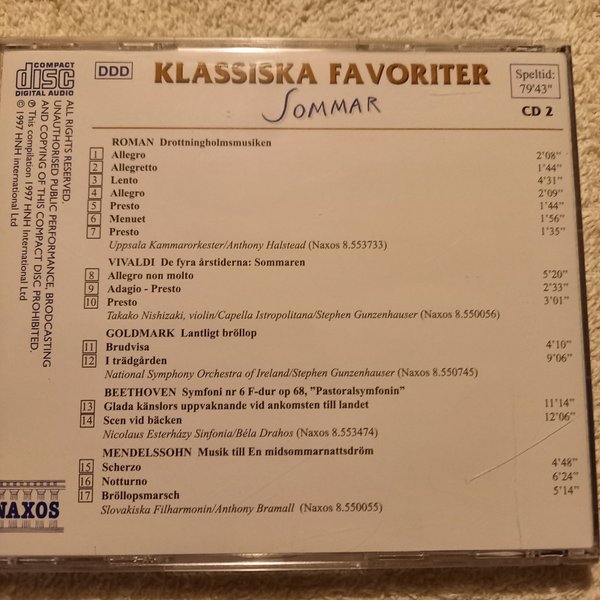 COMPACT
disc
DIGITAL AUDIO
DDD
KLASSISKA FAVORITER
SOMMAR
Speltid:
79'43"
CD 2
ALL RIGHTS RESERVED.
UNAUTHORISED PUBLIC PERFORMANCE, BRODCASTING
AND COPYING OF THIS COMPACT DISC PROHIBITED.
℗ This compilation 1997 HNH International Ltd
© 1997 HNH international Ltd
ROMAN Drottningholmsmusiken
1 Allegro 2'08"
2 Allegretto 1'44"
3 Lento 4'31"
4 Allegro 2'09"
5 Presto 1'44"
6 Menuet 1'56"
7 Presto 1'35"
Uppsala Kammarorkester/Anthony Halstead (Naxos 8.553733)
VIVALDI De fyra årstiderna: Sommaren
8 Allegro non molto 5'20"
9 Adagio - Presto 2'33"
10 Presto 3'01"
Takako Nishizaki, violin/Capella Istropolitana/Stephen Gunzenhauser (Naxos 8.550056)
GOLDMARK Lantligt bröllop
11 Brudvisa 4'10"
12 I trädgården 9'06"
National Symphony Orchestra of Ireland/Stephen Gunzenhauser (Naxos 8.550745)
BEETHOVEN Symfoni nr 6 F-dur op 68, "Pastoralsymfonin"
13 Glada känslors uppvaknande vid ankomsten till landet 11'14"
14 Scen vid bäcken 12'06"
Nicolaus Esterházy Sinfonia/Béla Drahos (Naxos 8.553474)
MENDELSSOHN Musik till En midsommarnattsdröm
15 Scherzo 4'48"
16 Notturno 6'24"
17 Bröllopsmarsch 5'14"
Slovakiska Filharmonin/Anthony Bramall (Naxos 8.550055)
NAXOS